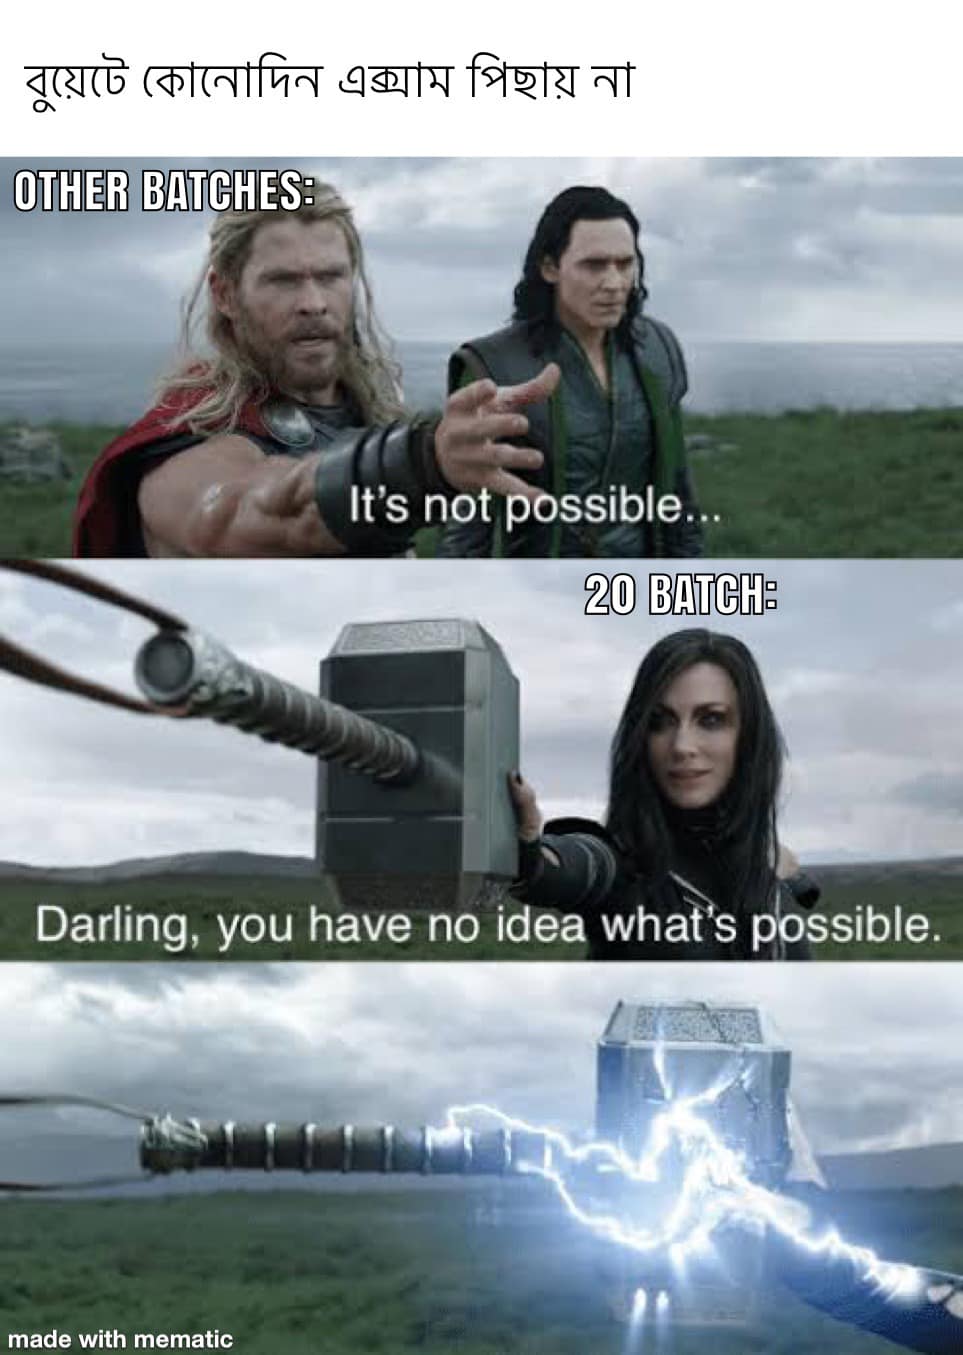 বুয়েটে কোনোদিন এক্সাম পিছায় না
OTHER BATCHES:
It's not possible...
20 BATCH:
Darling, you have no idea what's possible.
made with mematic